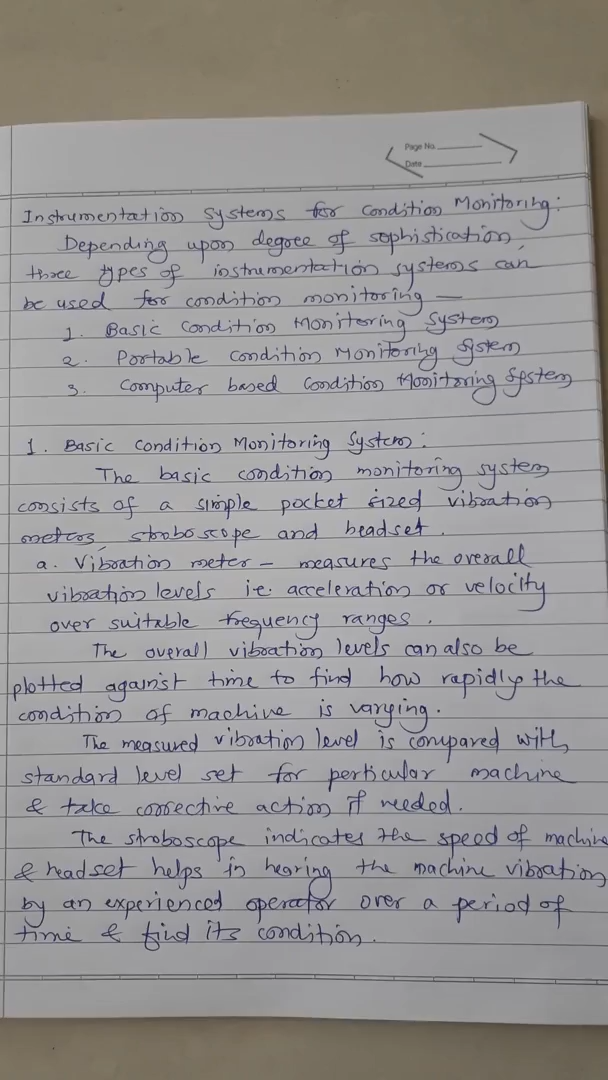 Page No.
Date
Instrumentation systems for condition Monitoring:
Depending upon degree of sophistication,
three types of instrumentation systems can
be used for condition monitoring —
1. Basic Condition Monitoring System
2. Portable Condition Monitoring System
3. Computer based Condition Monitoring System
1. Basic Condition Monitoring System:
The basic condition monitoring system
consists of a simple pocket sized vibration
meters, stroboscope and headset.
a. Vibration meter - measures the overall
vibration levels i.e. acceleration or velocity
over suitable frequency ranges.
The overall vibration levels can also be
plotted against time to find how rapidly the
condition of machine is varying.
The measured vibration level is compared with
standard level set for perticular machine
& take corrective action if needed.
The stroboscope indicates the speed of machine
& headset helps in hearing the machine vibration
by an experienced operator over a period of
time & find its condition.